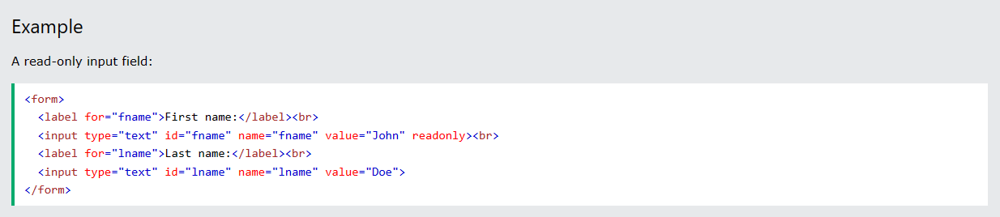 Example
A read-only input field:
<form>
<label for="fname">First name:</label><br>
<input type="text" id="fname" name="fname" value="John" readonly><br>
<label for="lname">Last name:</label><br>
<input type="text" id="lname" name="lname" value="Doe">
</form>